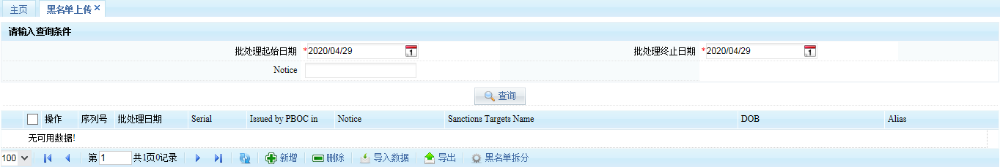 主页 黑名单上传 ×
请输入查询条件
批处理起始日期 *2020/04/29 批处理终止日期 *2020/04/29
Notice
查询
操作 序列号 批处理日期 Serial Issued by PBOC in Notice Sanctions Targets Name DOB Alias
无可用数据!
100 第 1 共1页0记录 新增 删除 导入数据 导出 黑名单拆分